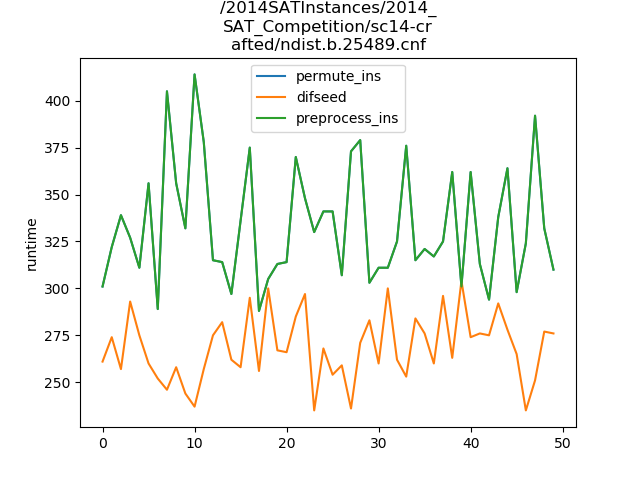 /2014SATInstances/2014_
SAT_Competition/sc14-cr
afted/ndist.b.25489.cnf
permute_ins
difseed
preprocess_ins
runtime
400
375
350
325
300
275
250
0
10
20
30
40
50